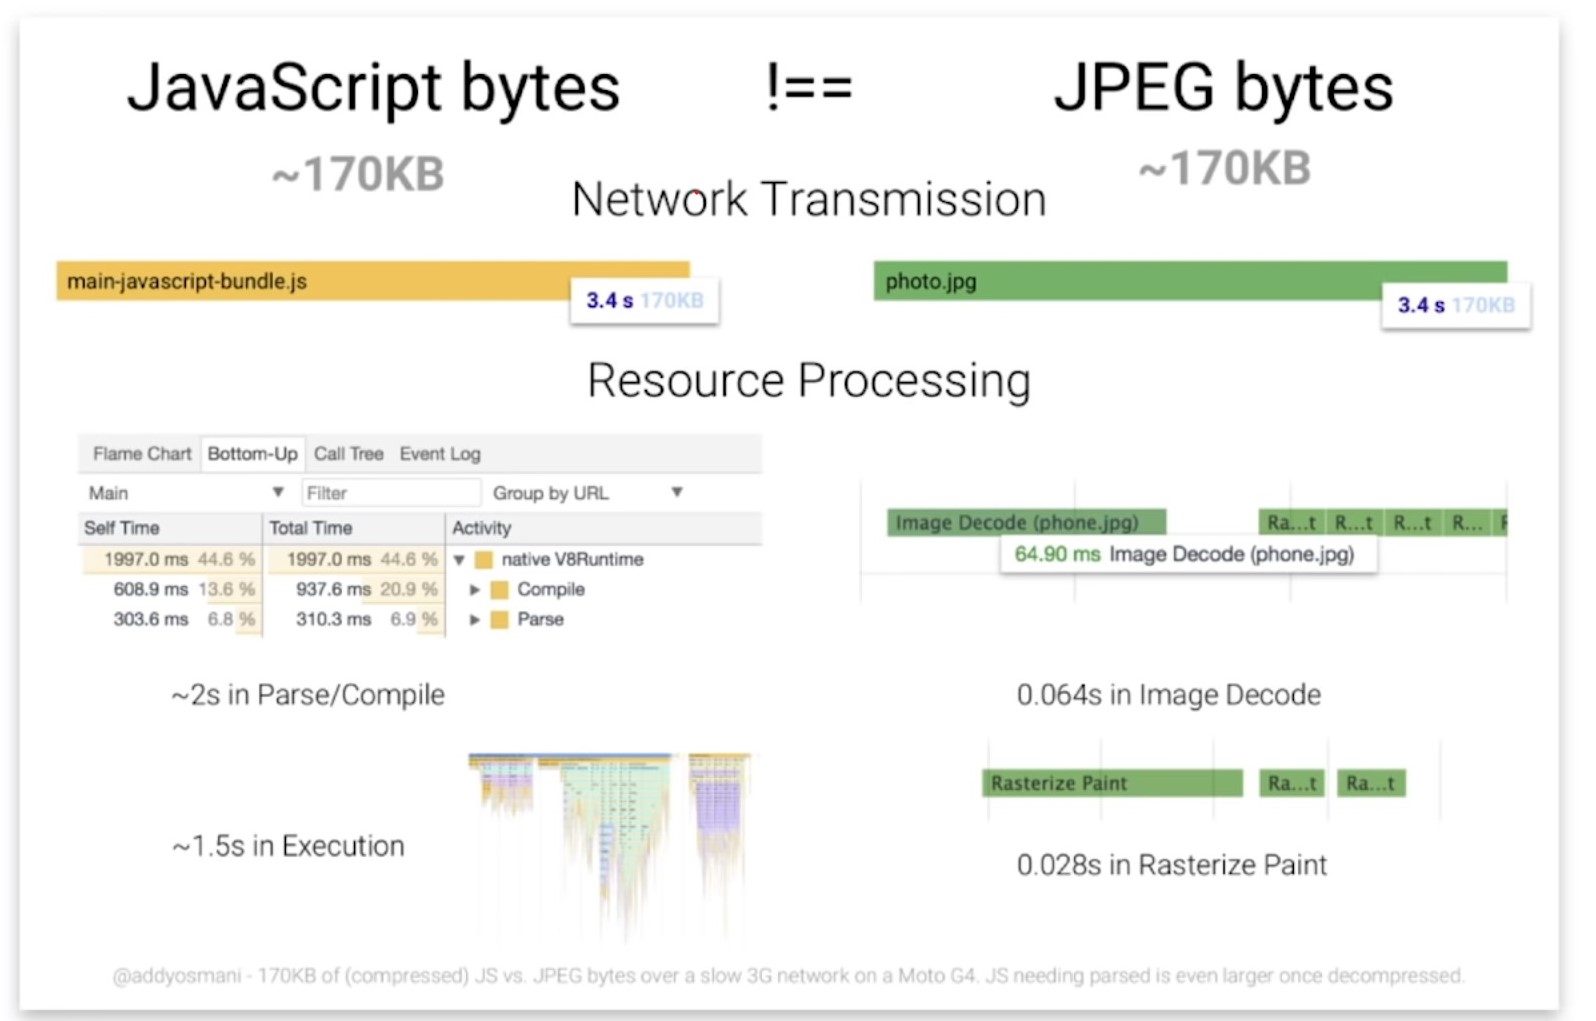 JavaScript bytes !== JPEG bytes
~170KB ~170KB
Network Transmission
main-javascript-bundle.js
3.4 s 170KB
photo.jpg
3.4 s 170KB
Resource Processing
Flame Chart Bottom-Up Call Tree Event Log
Main ▼ Filter Group by URL ▼
Self Time Total Time Activity
1997.0 ms 44.6 % 1997.0 ms 44.6 % ▼ native V8Runtime
608.9 ms 13.6 % 937.6 ms 20.9 % ▶ Compile
303.6 ms 6.8 % 310.3 ms 6.9 % ▶ Parse
~2s in Parse/Compile
~1.5s in Execution
Image Decode (phone.jpg) Ra...t R...t R...t R...
64.90 ms Image Decode (phone.jpg)
0.064s in Image Decode
Rasterize Paint Ra...t Ra...t
0.028s in Rasterize Paint
@addyosmani - 170KB of (compressed) JS vs. JPEG bytes over a slow 3G network on a Moto G4. JS needing parsed is even larger once decompressed.